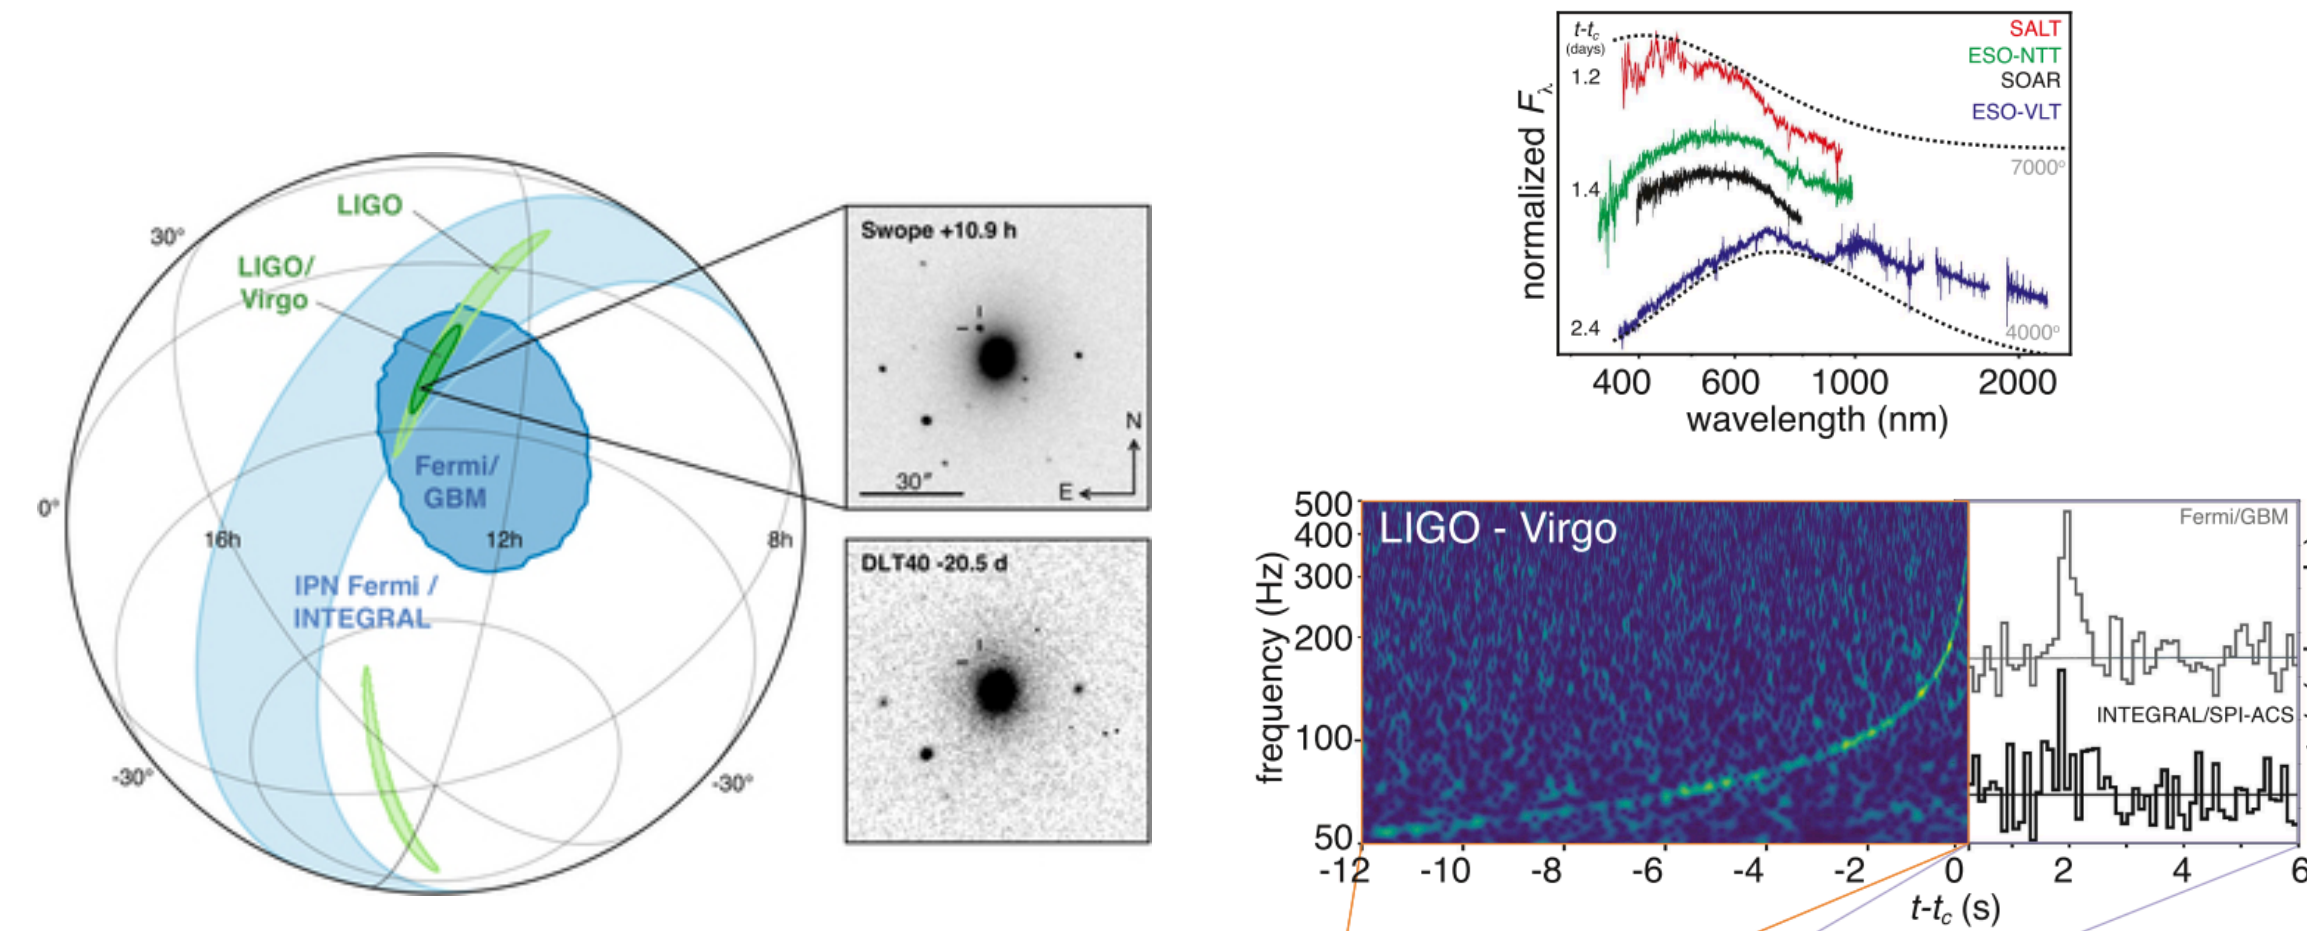 LIGO
30°
LIGO/
Virgo
Fermi/
GBM
0°
16h
12h
8h
IPN Fermi /
INTEGRAL
-30°
-30°
Swope +10.9 h
N
30"
E
DLT40 -20.5 d
t-tc
(days)
SALT
ESO-NTT
SOAR
ESO-VLT
1.2
7000°
1.4
2.4
4000°
normalized Fλ
400 600 1000 2000
wavelength (nm)
500
400
300
200
100
50
frequency (Hz)
LIGO - Virgo
Fermi/GBM
INTEGRAL/SPI-ACS
-12 -10 -8 -6 -4 -2 0 2 4 6
t-tc (s)